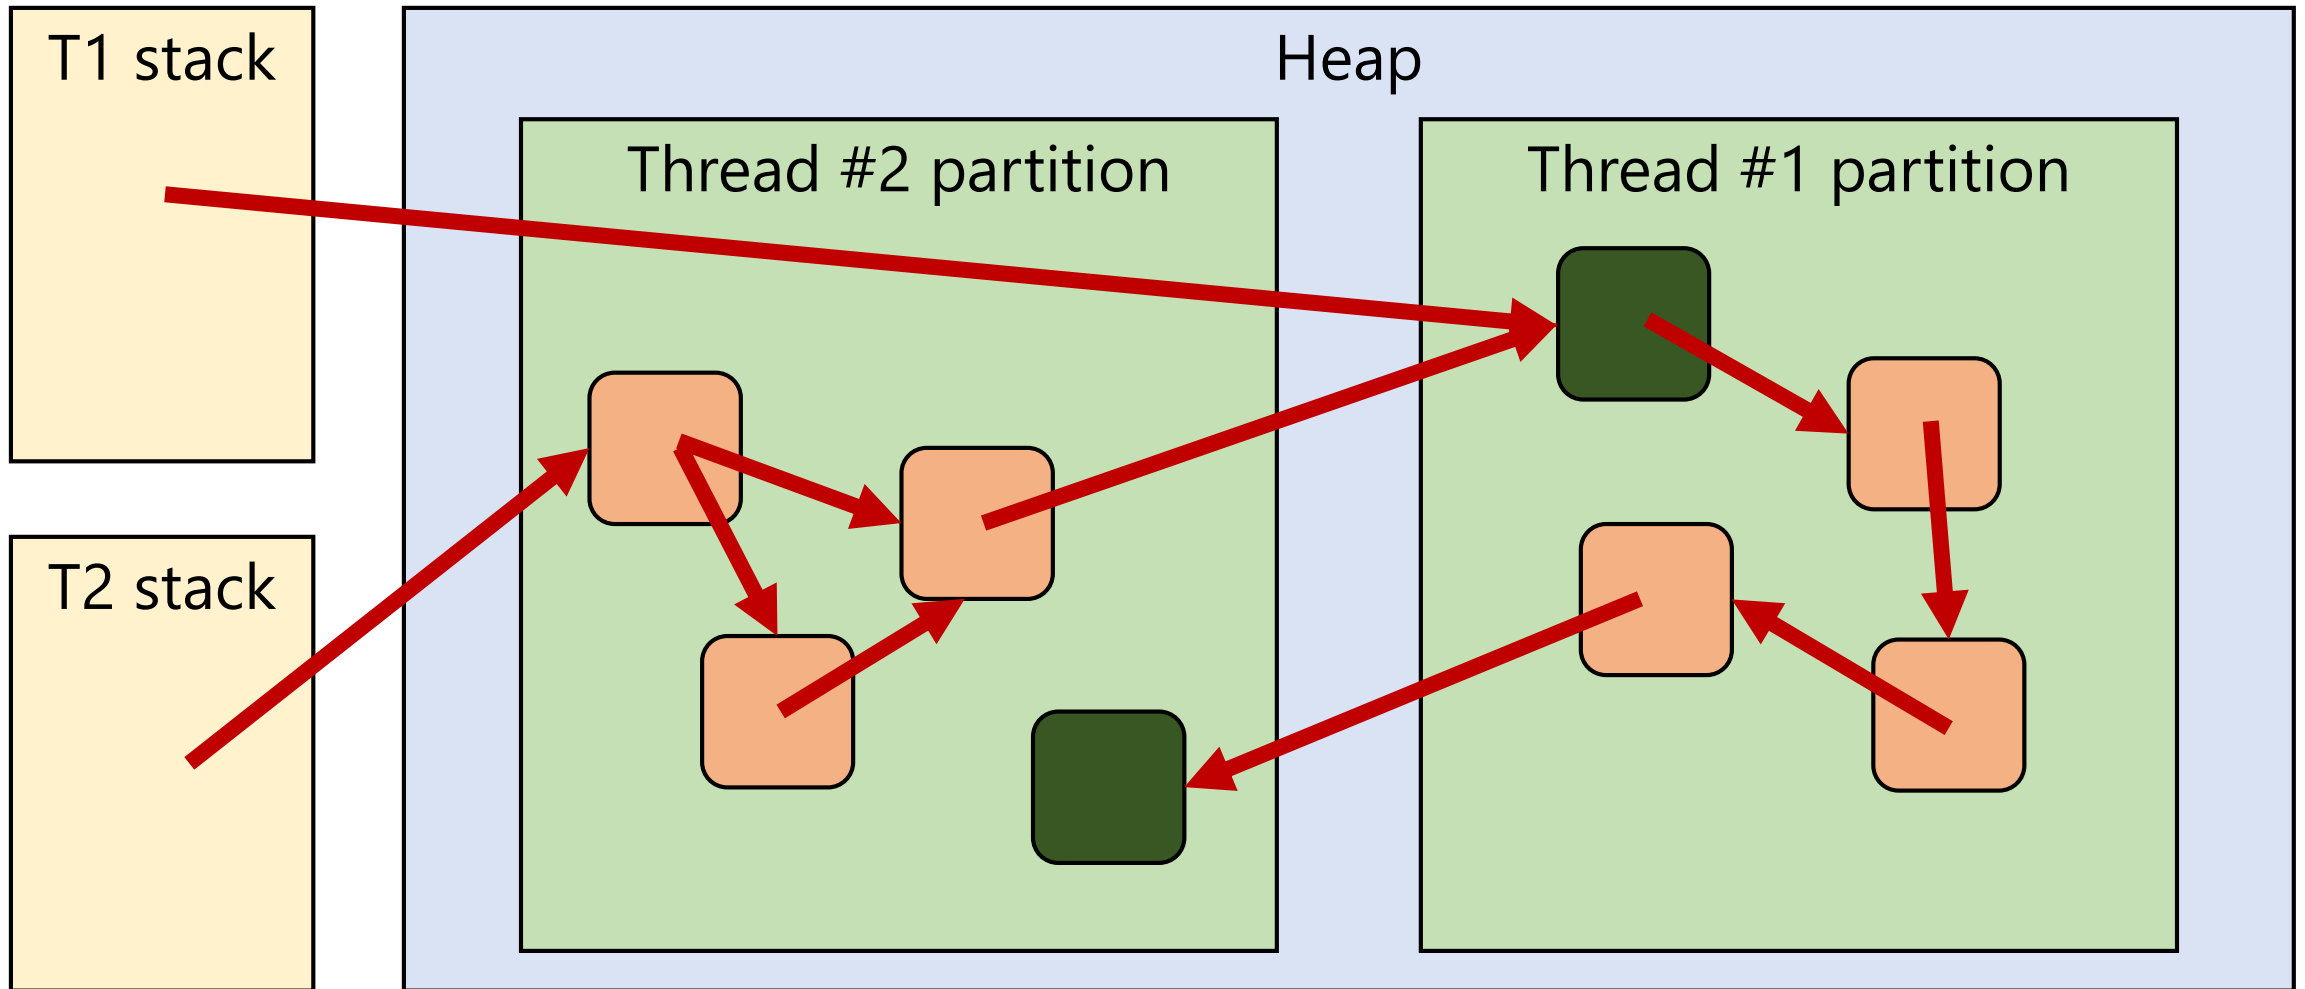 T1 stack
Heap
Thread #2 partition
Thread #1 partition
T2 stack